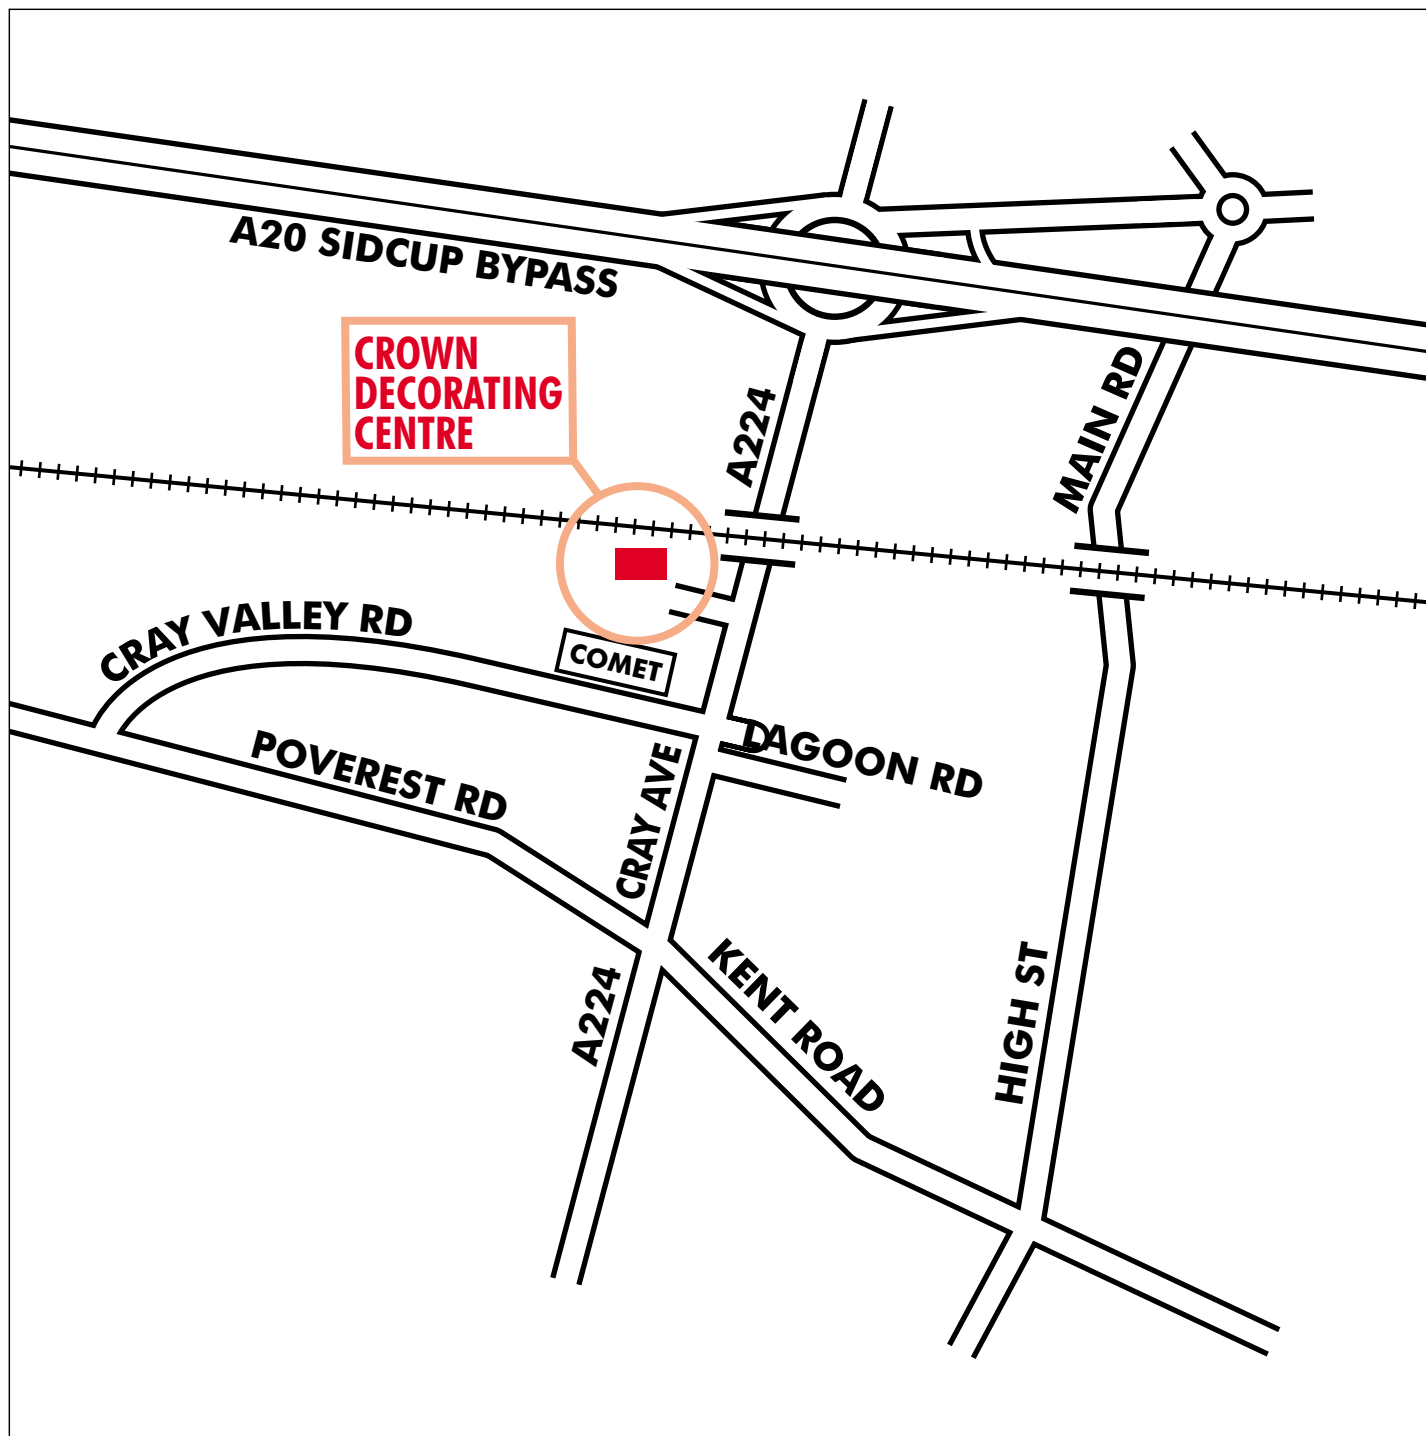 A20 SIDCUP BYPASS
CROWN
DECORATING
CENTRE
A224
MAIN RD
CRAY VALLEY RD
COMET
LAGOON RD
POVEREST RD
CRAY AVE
KENT ROAD
HIGH ST
A224